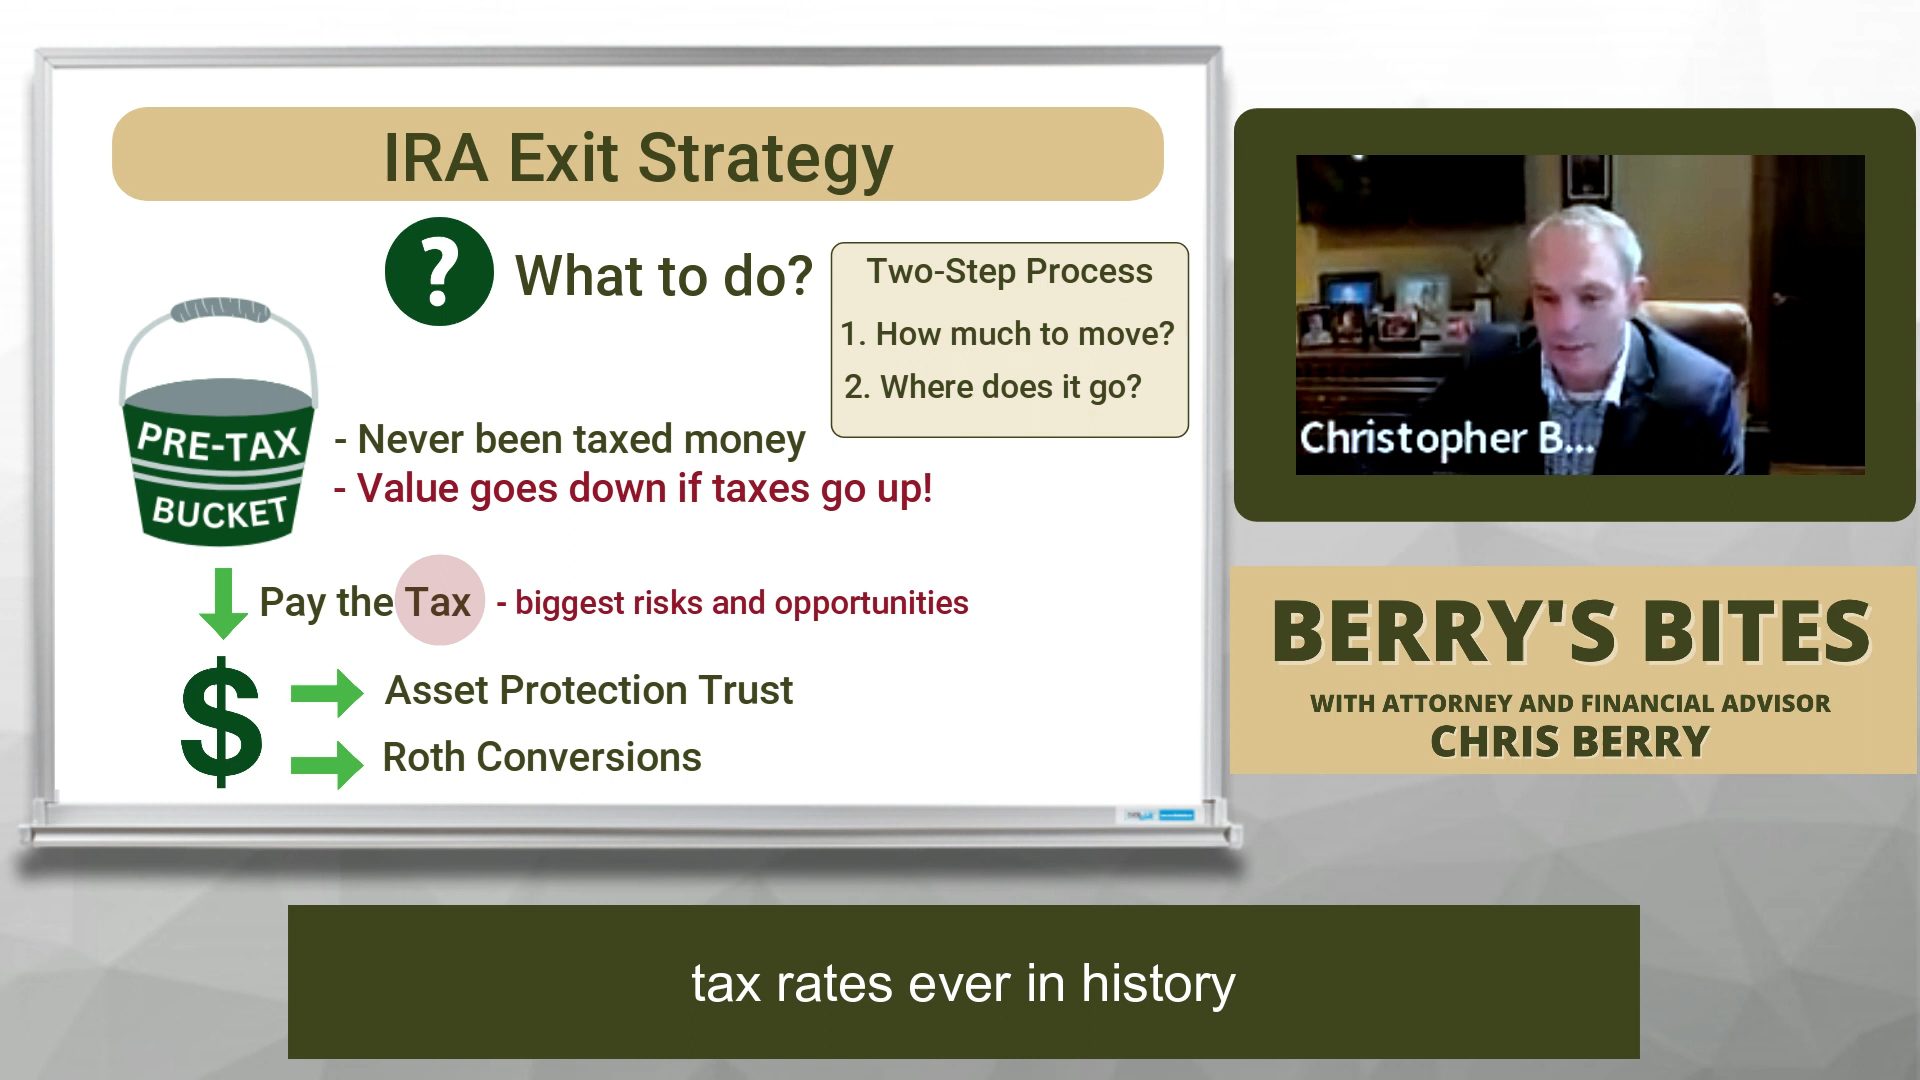 IRA Exit Strategy
?
What to do?
Two-Step Process
1. How much to move?
2. Where does it go?
PRE-TAX
BUCKET
- Never been taxed money
- Value goes down if taxes go up!
Pay the Tax - biggest risks and opportunities
$
Asset Protection Trust
Roth Conversions
Christopher B...
BERRY'S BITES
WITH ATTORNEY AND FINANCIAL ADVISOR
CHRIS BERRY
tax rates ever in history